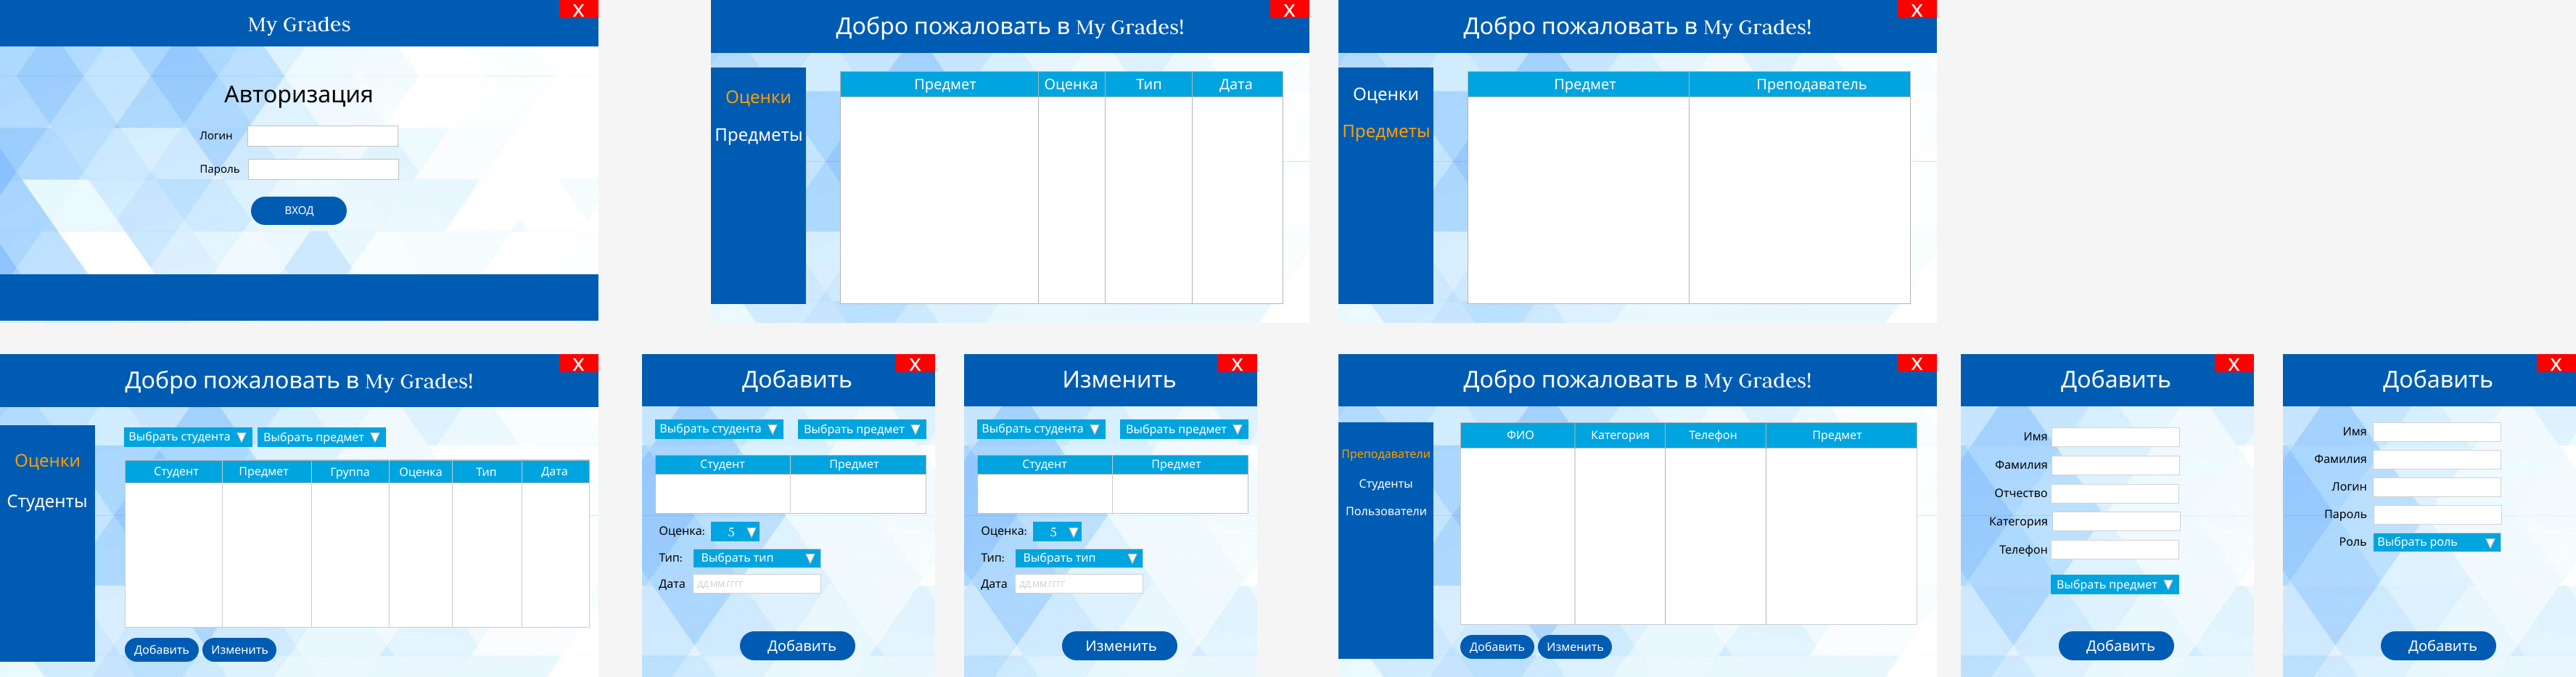 My Grades
X
Авторизация
Логин
Пароль
ВХОД
Добро пожаловать в My Grades!
X
Оценки
Предметы
Предмет Оценка Тип Дата
Добро пожаловать в My Grades!
X
Оценки
Предметы
Предмет Преподаватель
Добро пожаловать в My Grades!
X
Оценки
Студенты
Выбрать студента ▼ Выбрать предмет ▼
Студент Предмет Группа Оценка Тип Дата
Добавить Изменить
Добавить
X
Выбрать студента ▼ Выбрать предмет ▼
Студент Предмет
Оценка: 5 ▼
Тип: Выбрать тип ▼
Дата ДД.ММ.ГГГГ
Добавить
Изменить
X
Выбрать студента ▼ Выбрать предмет ▼
Студент Предмет
Оценка: 5 ▼
Тип: Выбрать тип ▼
Дата ДД.ММ.ГГГГ
Изменить
Добро пожаловать в My Grades!
X
Преподаватели
Студенты
Пользователи
ФИО Категория Телефон Предмет
Добавить Изменить
Добавить
X
Имя
Фамилия
Отчество
Категория
Телефон
Выбрать предмет ▼
Добавить
Добавить
X
Имя
Фамилия
Логин
Пароль
Роль Выбрать роль ▼
Добавить